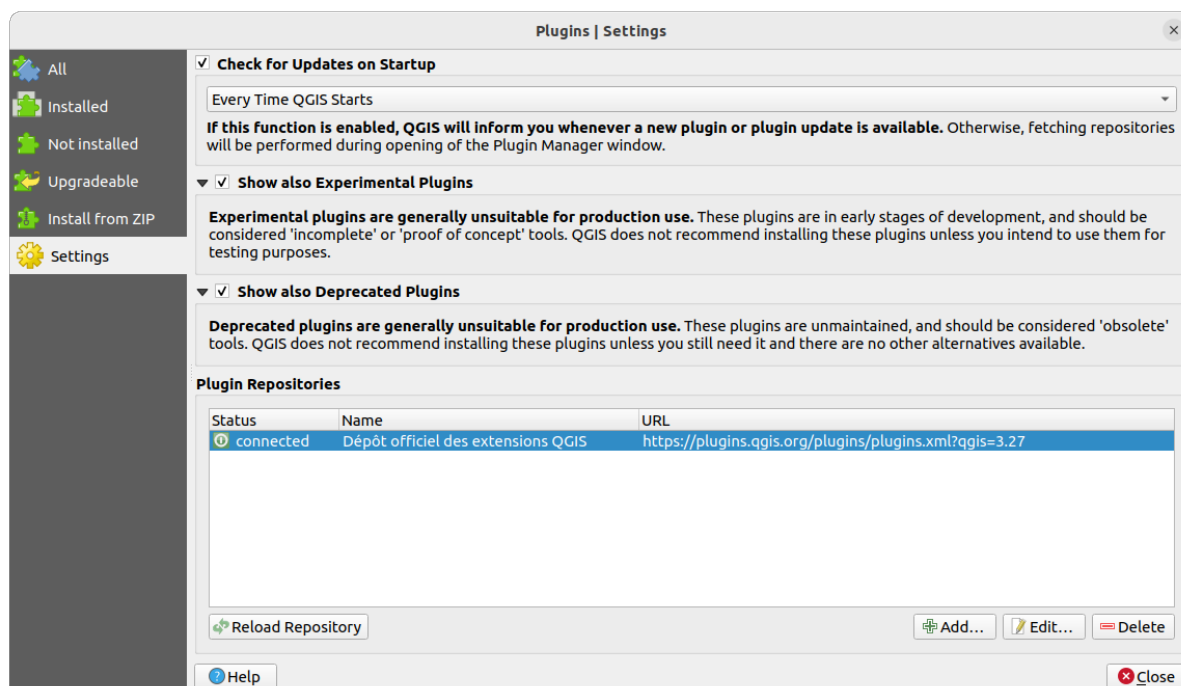 Plugins | Settings
All
Installed
Not installed
Upgradeable
Install from ZIP
Settings
Check for Updates on Startup
Every Time QGIS Starts
If this function is enabled, QGIS will inform you whenever a new plugin or plugin update is available. Otherwise, fetching repositories
will be performed during opening of the Plugin Manager window.
Show also Experimental Plugins
Experimental plugins are generally unsuitable for production use. These plugins are in early stages of development, and should be
considered 'incomplete' or 'proof of concept' tools. QGIS does not recommend installing these plugins unless you intend to use them for
testing purposes.
Show also Deprecated Plugins
Deprecated plugins are generally unsuitable for production use. These plugins are unmaintained, and should be considered 'obsolete'
tools. QGIS does not recommend installing these plugins unless you still need it and there are no other alternatives available.
Plugin Repositories
Status Name URL
connected Dépôt officiel des extensions QGIS https://plugins.qgis.org/plugins/plugins.xml?qgis=3.27
Reload Repository Add... Edit... Delete
Help Close